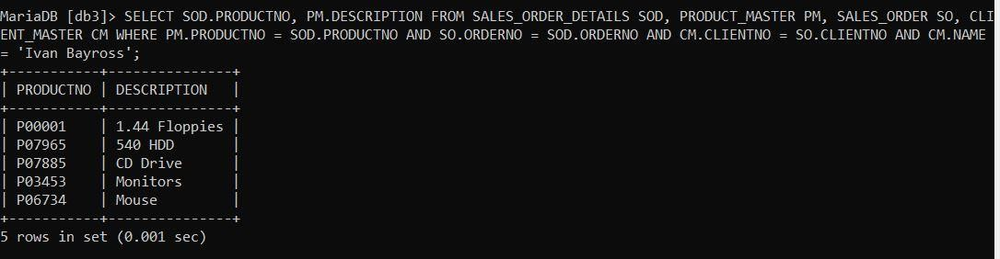 MariaDB [db3]> SELECT SOD.PRODUCTNO, PM.DESCRIPTION FROM SALES_ORDER_DETAILS SOD, PRODUCT_MASTER PM, SALES_ORDER SO, CLI
ENT_MASTER CM WHERE PM.PRODUCTNO = SOD.PRODUCTNO AND SO.ORDERNO = SOD.ORDERNO AND CM.CLIENTNO = SO.CLIENTNO AND CM.NAME
= 'Ivan Bayross';
+-----------+---------------+
| PRODUCTNO | DESCRIPTION   |
+-----------+---------------+
| P00001    | 1.44 Floppies |
| P07965    | 540 HDD       |
| P07885    | CD Drive      |
| P03453    | Monitors      |
| P06734    | Mouse         |
+-----------+---------------+
5 rows in set (0.001 sec)